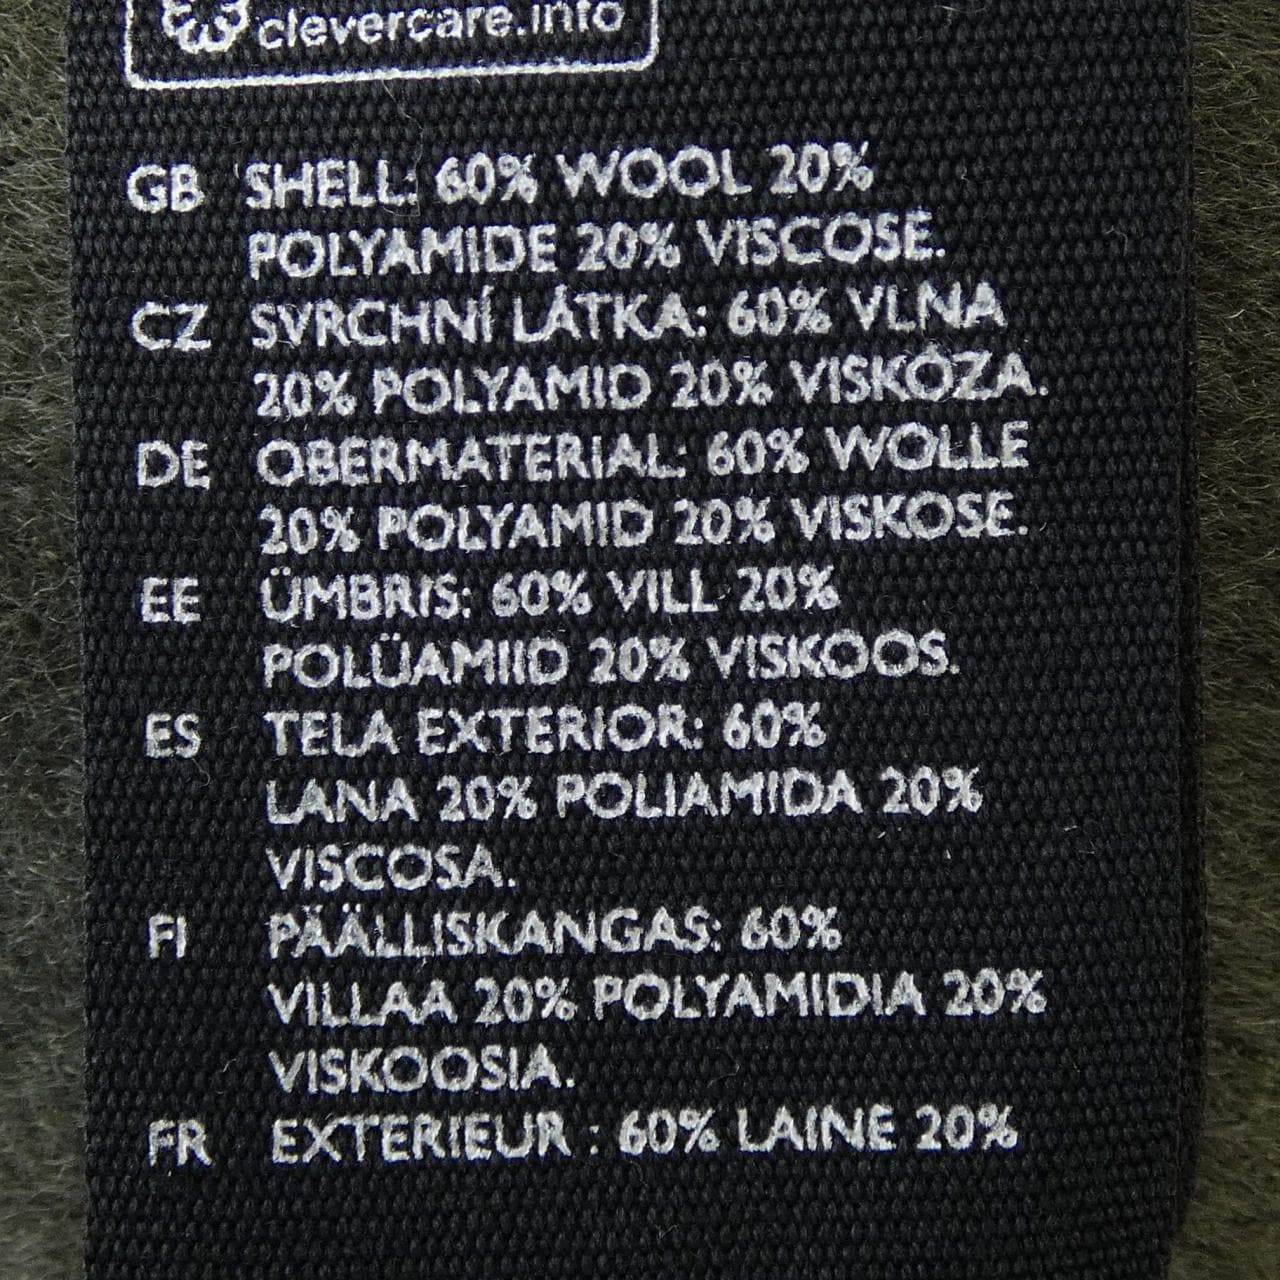 clevercare.info
GB SHELL: 60% WOOL 20%
POLYAMIDE 20% VISCOSE.
CZ SVRCHNÍ LÁTKA: 60% VLNA
20% POLYAMID 20% VISKÓZA.
DE OBERMATERIAL: 60% WOLLE
20% POLYAMID 20% VISKOSE.
EE ÜMBRIS: 60% VILL 20%
POLÜAMIID 20% VISKOOS.
ES TELA EXTERIOR: 60%
LANA 20% POLIAMIDA 20%
VISCOSA.
FI PÄÄLLISKANGAS: 60%
VILLAA 20% POLYAMIDIA 20%
VISKOOSIA.
FR EXTERIEUR : 60% LAINE 20%